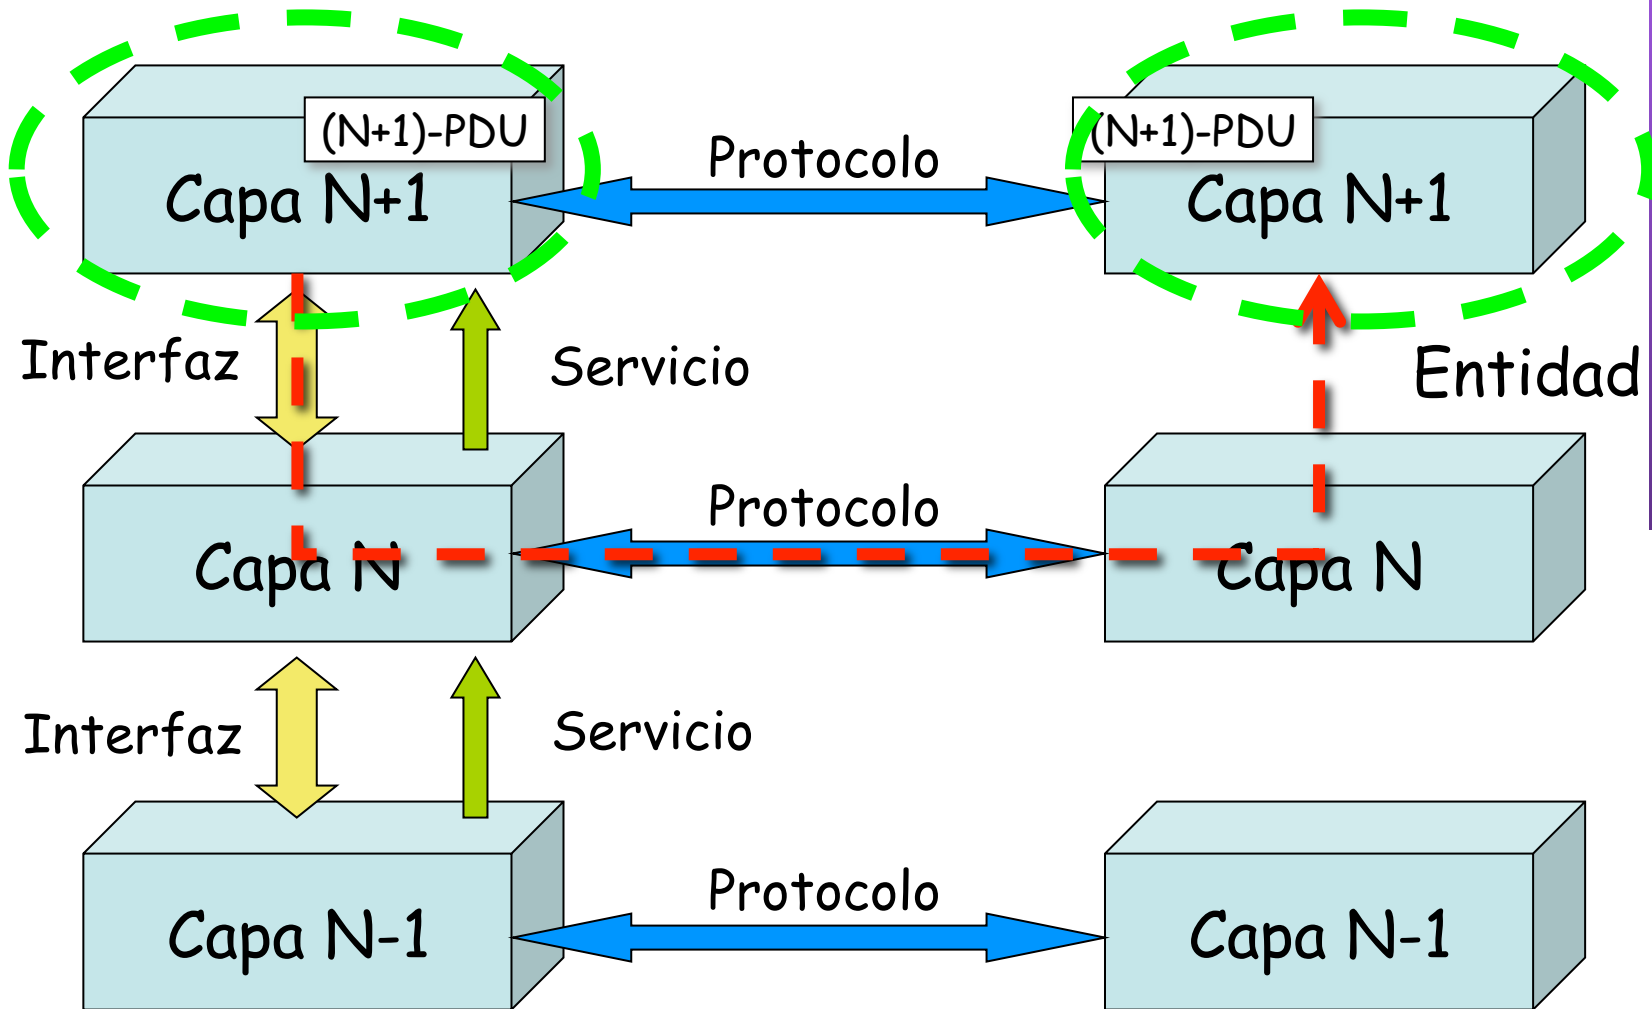 (N+1)-PDU
Capa N+1
Protocolo
(N+1)-PDU
Capa N+1
Interfaz
Servicio
Entidad
Capa N
Protocolo
Capa N
Interfaz
Servicio
Capa N-1
Protocolo
Capa N-1